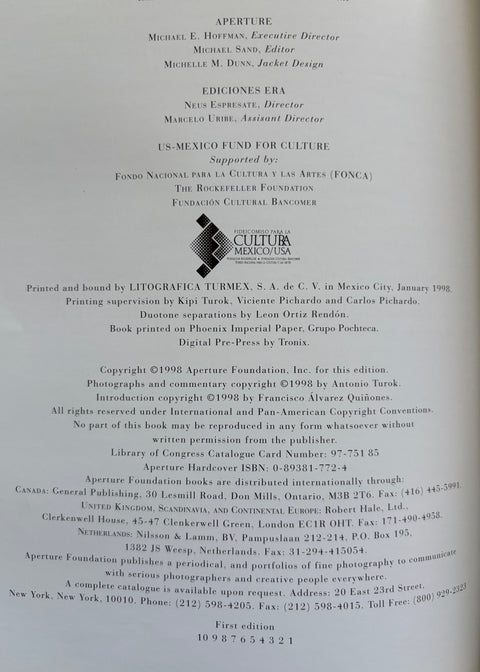 APERTURE
MICHAEL E. HOFFMAN, Executive Director
MICHAEL SAND, Editor
MICHELLE M. DUNN, Jacket Design
EDICIONES ERA
NEUS ESPRESATE, Director
MARCELO URIBE, Assisant Director
US-MEXICO FUND FOR CULTURE
Supported by:
FONDO NACIONAL PARA LA CULTURA Y LAS ARTES (FONCA)
THE ROCKEFELLER FOUNDATION
FUNDACIÓN CULTURAL BANCOMER
FIDEICOMISO PARA LA
CULTURA
MEXICO/USA
Printed and bound by LITOGRAFICA TURMEX, S. A. de C. V. in Mexico City, January 1998.
Printing supervision by Kipi Turok, Viciente Pichardo and Carlos Pichardo.
Duotone separations by Leon Ortiz Rendón.
Book printed on Phoenix Imperial Paper, Grupo Pochteca.
Digital Pre-Press by Tronix.
Copyright ©1998 Aperture Foundation, Inc. for this edition.
Photographs and commentary copyright ©1998 by Antonio Turok.
Introduction copyright ©1998 by Francisco Álvarez Quiñones.
All rights reserved under International and Pan-American Copyright Conventions.
No part of this book may be reproduced in any form whatsoever without
written permission from the publisher.
Library of Congress Catalogue Card Number: 97-751 85
Aperture Hardcover ISBN: 0-89381-772-4
Aperture Foundation books are distributed internationally through:
CANADA: General Publishing, 30 Lesmill Road, Don Mills, Ontario, M3B 2T6. Fax: (416) 445-5991.
UNITED KINGDOM, SCANDINAVIA, AND CONTINENTAL EUROPE: Robert Hale, Ltd.,
Clerkenwell House, 45-47 Clenkerwell Green, London EC1R OHT. Fax: 171-490-4958.
NETHERLANDS: Nilsson & Lamm, BV, Pampuslaan 212-214, P.O. Box 195,
1382 JS Weesp, Netherlands. Fax: 31-294-415054.
Aperture Foundation publishes a periodical, and portfolios of fine photography to communicate
with serious photographers and creative people everywhere.
A complete catalogue is available upon request. Address: 20 East 23rd Street,
New York, New York, 10010. Phone: (212) 598-4205. Fax: (212) 598-4015. Toll Free: (800) 929-2323
First edition
10 9 8 7 6 5 4 3 2 1